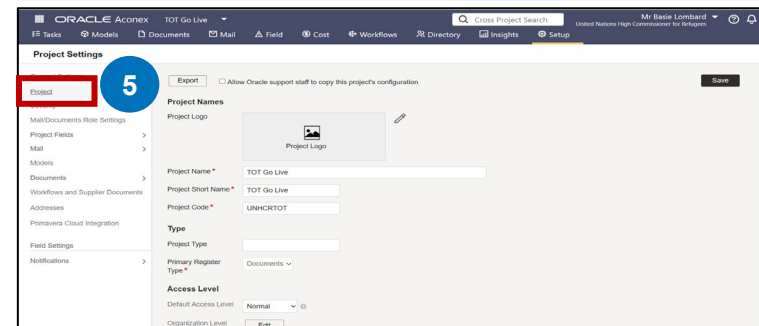 ORACLE Aconex TOT Go Live
Cross Project Search
Mr Basie Lombard
United Nations High Commissioner for Refugees
Tasks Models Documents Mail Field Cost Workflows Directory Insights Setup
Project Settings
5
Project
Mail/Documents Role Settings
Project Fields
Mail
Models
Documents
Workflows and Supplier Documents
Addresses
Primavera Cloud Integration
Field Settings
Notifications
Export Allow Oracle support staff to copy this project's configuration Save
Project Names
Project Logo
Project Logo
Project Name* TOT Go Live
Project Short Name* TOT Go Live
Project Code* UNHCRTOT
Type
Project Type
Primary Register Documents
Type*
Access Level
Default Access Level Normal
Organization Level Edit